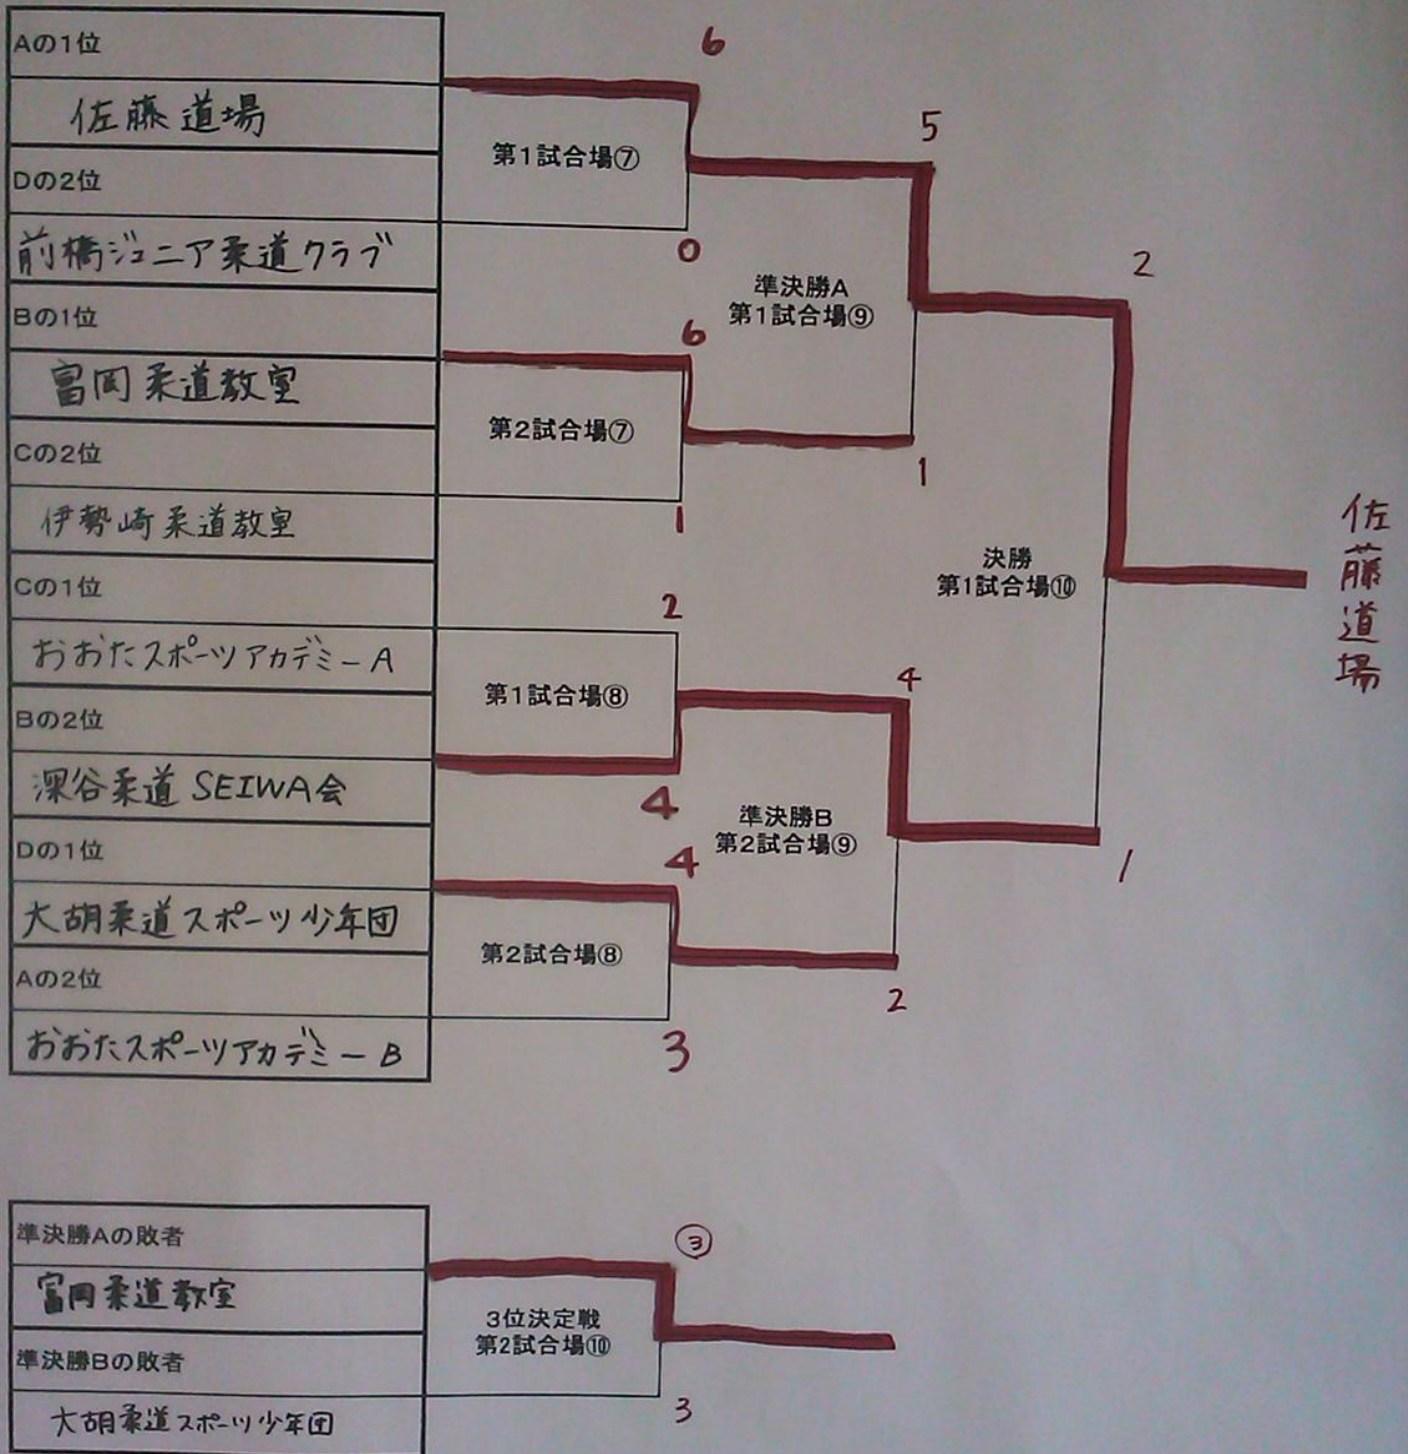 Aの1位
佐藤道場
Dの2位
前橋ジュニア柔道クラブ
Bの1位
富岡柔道教室
Cの2位
伊勢崎柔道教室
Cの1位
おおたスポーツアカデミーA
Bの2位
深谷柔道SEIWA会
Dの1位
大胡柔道スポーツ少年団
Aの2位
おおたスポーツアカデミーB
6
第1試合場⑦
0
6
第2試合場⑦
1
2
第1試合場⑧
4
4
第2試合場⑧
3
5
準決勝A
第1試合場⑨
1
4
準決勝B
第2試合場⑨
2
2
決勝
第1試合場⑩
1
佐藤道場
準決勝Aの敗者
富岡柔道教室
準決勝Bの敗者
大胡柔道スポーツ少年団
③
3位決定戦
第2試合場⑩
3